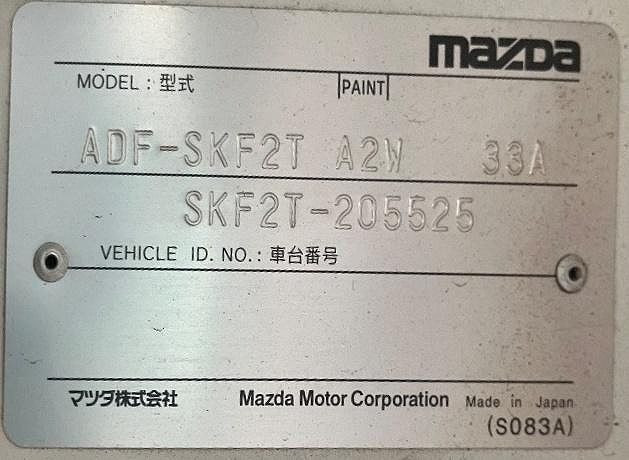 mazda
MODEL : 型式 PAINT
ADF-SKF2T A2W 33A
SKF2T-205525
VEHICLE ID. NO. : 車台番号
マツダ株式会社 Mazda Motor Corporation Made in Japan
(S083A)